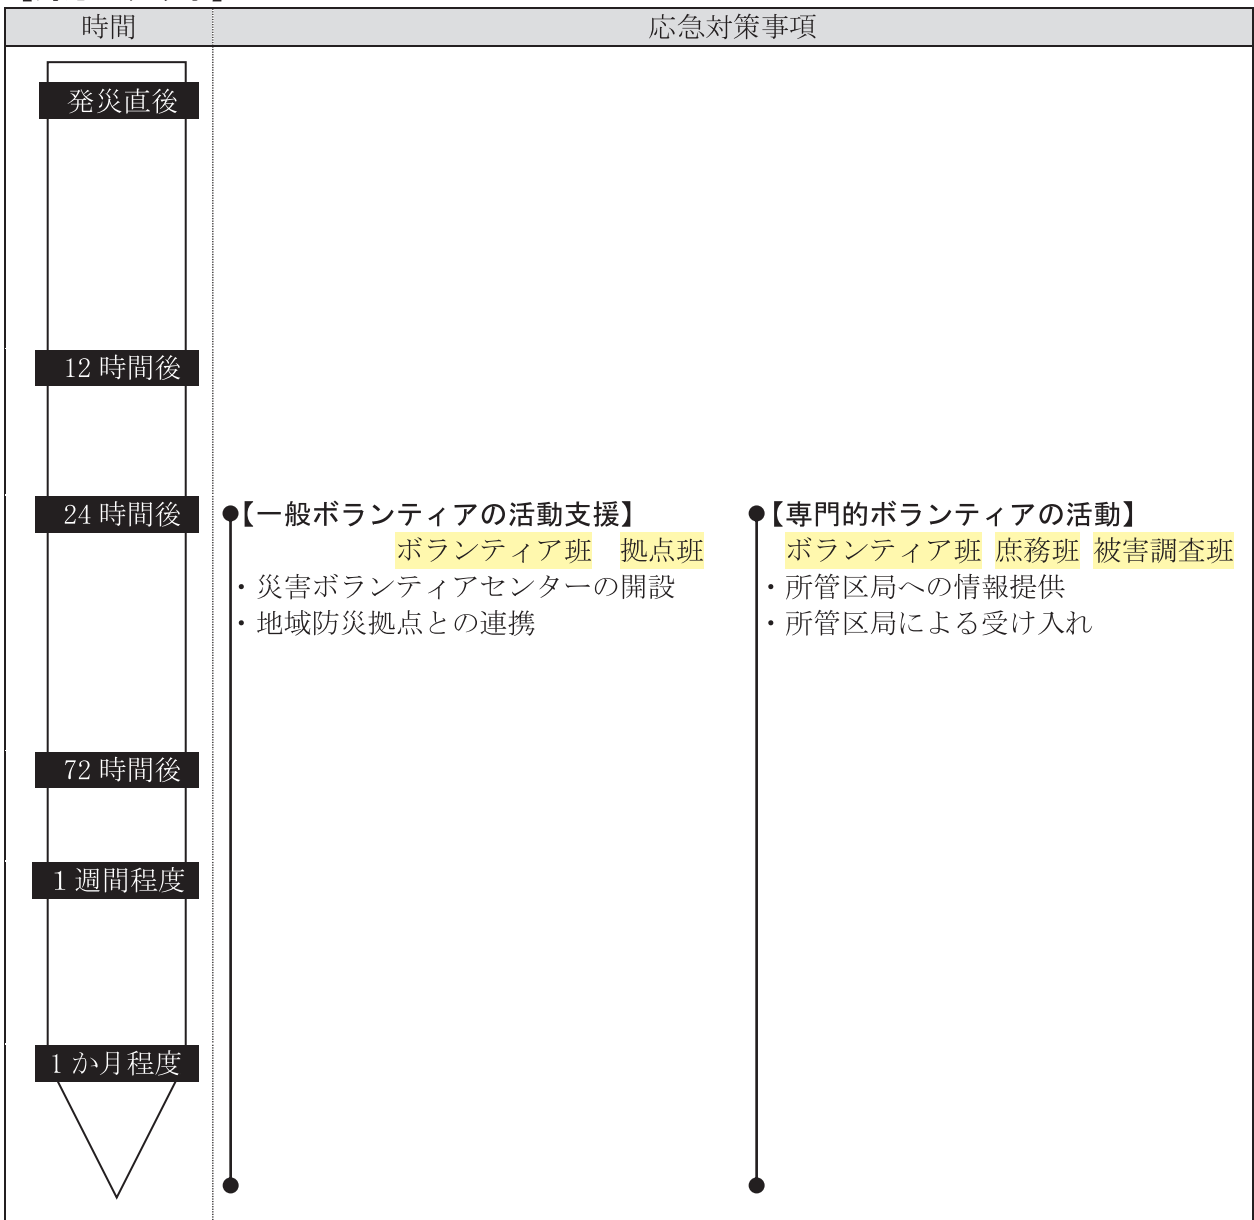 時間 応急対策事項
発災直後
12 時間後
24 時間後
【一般ボランティアの活動支援】
ボランティア班 拠点班
・災害ボランティアセンターの開設
・地域防災拠点との連携
【専門的ボランティアの活動】
ボランティア班 庶務班 被害調査班
・所管区局への情報提供
・所管区局による受け入れ
72 時間後
1 週間程度
1 か月程度